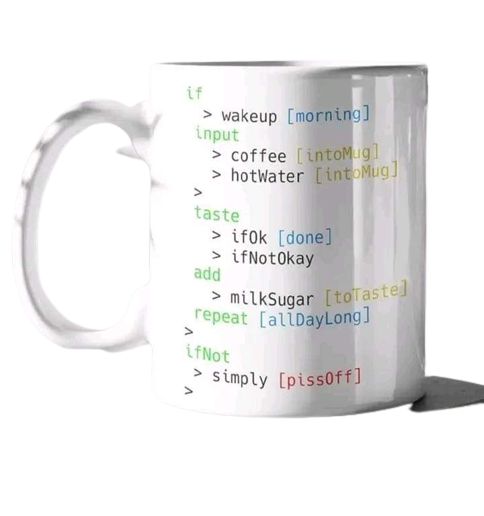 if
> wakeup [morning]
input
> coffee [intoMug]
> hotWater [intoMug]
>
taste
> ifOk [done]
> ifNotOkay
add
> milkSugar [toTaste]
repeat [allDayLong]
>
ifNot
> simply [pissOff]
>